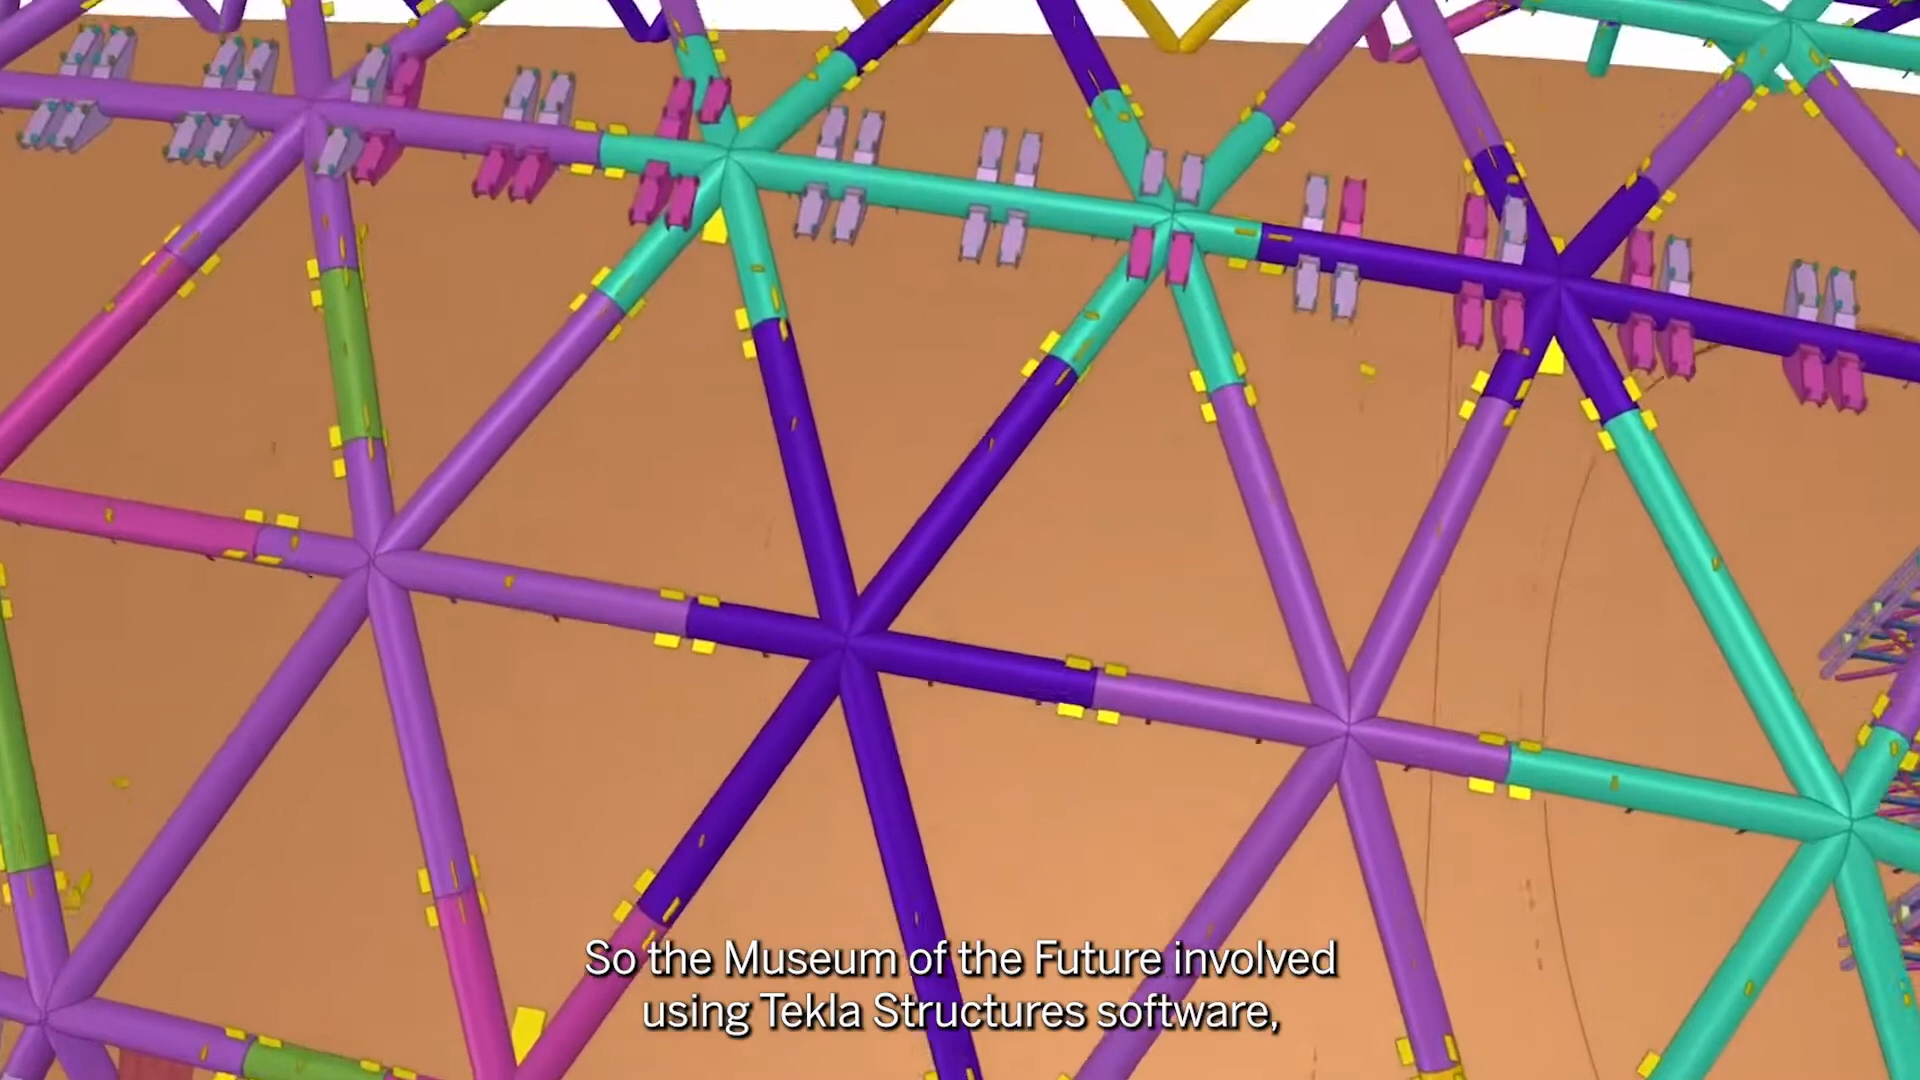 So the Museum of the Future involved
using Tekla Structures software,